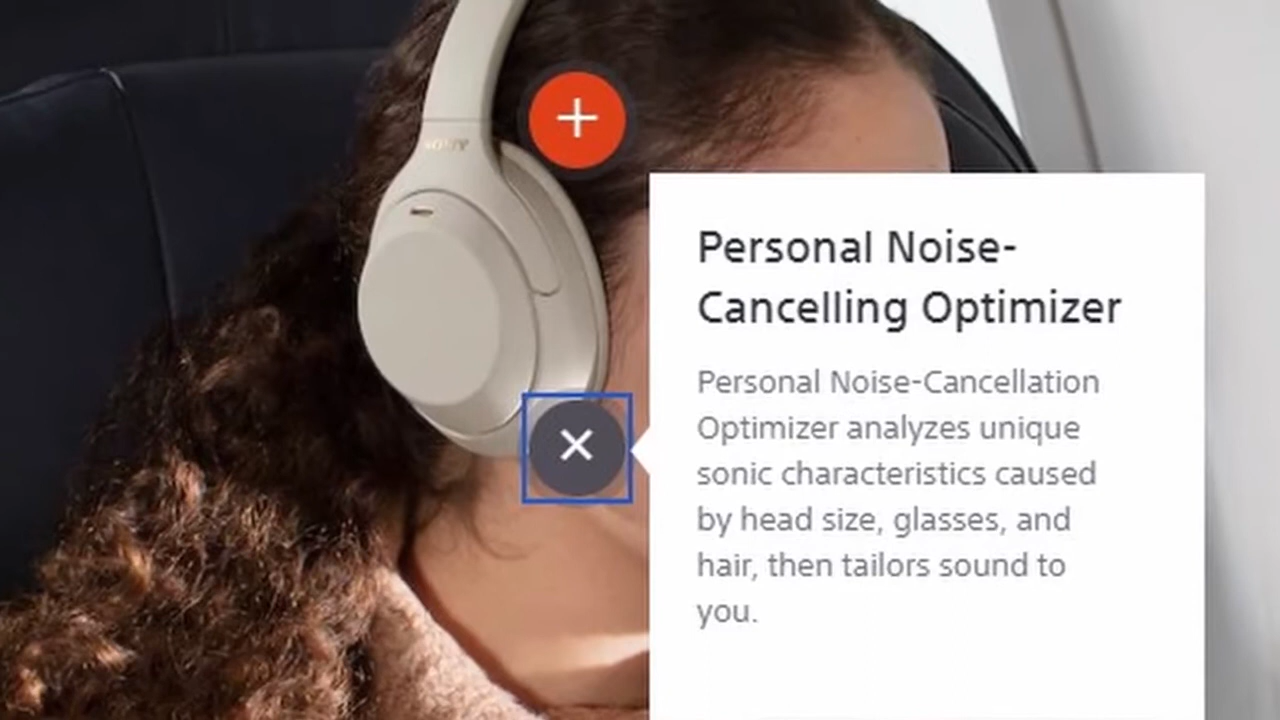 SONY
Personal Noise-
Cancelling Optimizer
Personal Noise-Cancellation
Optimizer analyzes unique
sonic characteristics caused
by head size, glasses, and
hair, then tailors sound to
you.